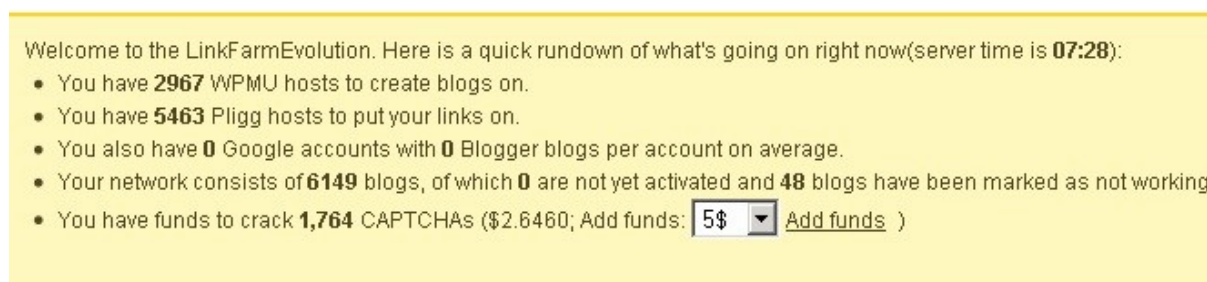 Welcome to the LinkFarmEvolution. Here is a quick rundown of what's going on right now(server time is 07:28):
• You have 2967 WPMU hosts to create blogs on.
• You have 5463 Pligg hosts to put your links on.
• You also have 0 Google accounts with 0 Blogger blogs per account on average.
• Your network consists of 6149 blogs, of which 0 are not yet activated and 48 blogs have been marked as not working
• You have funds to crack 1,764 CAPTCHAs ($2.6460; Add funds: 5$ Add funds )